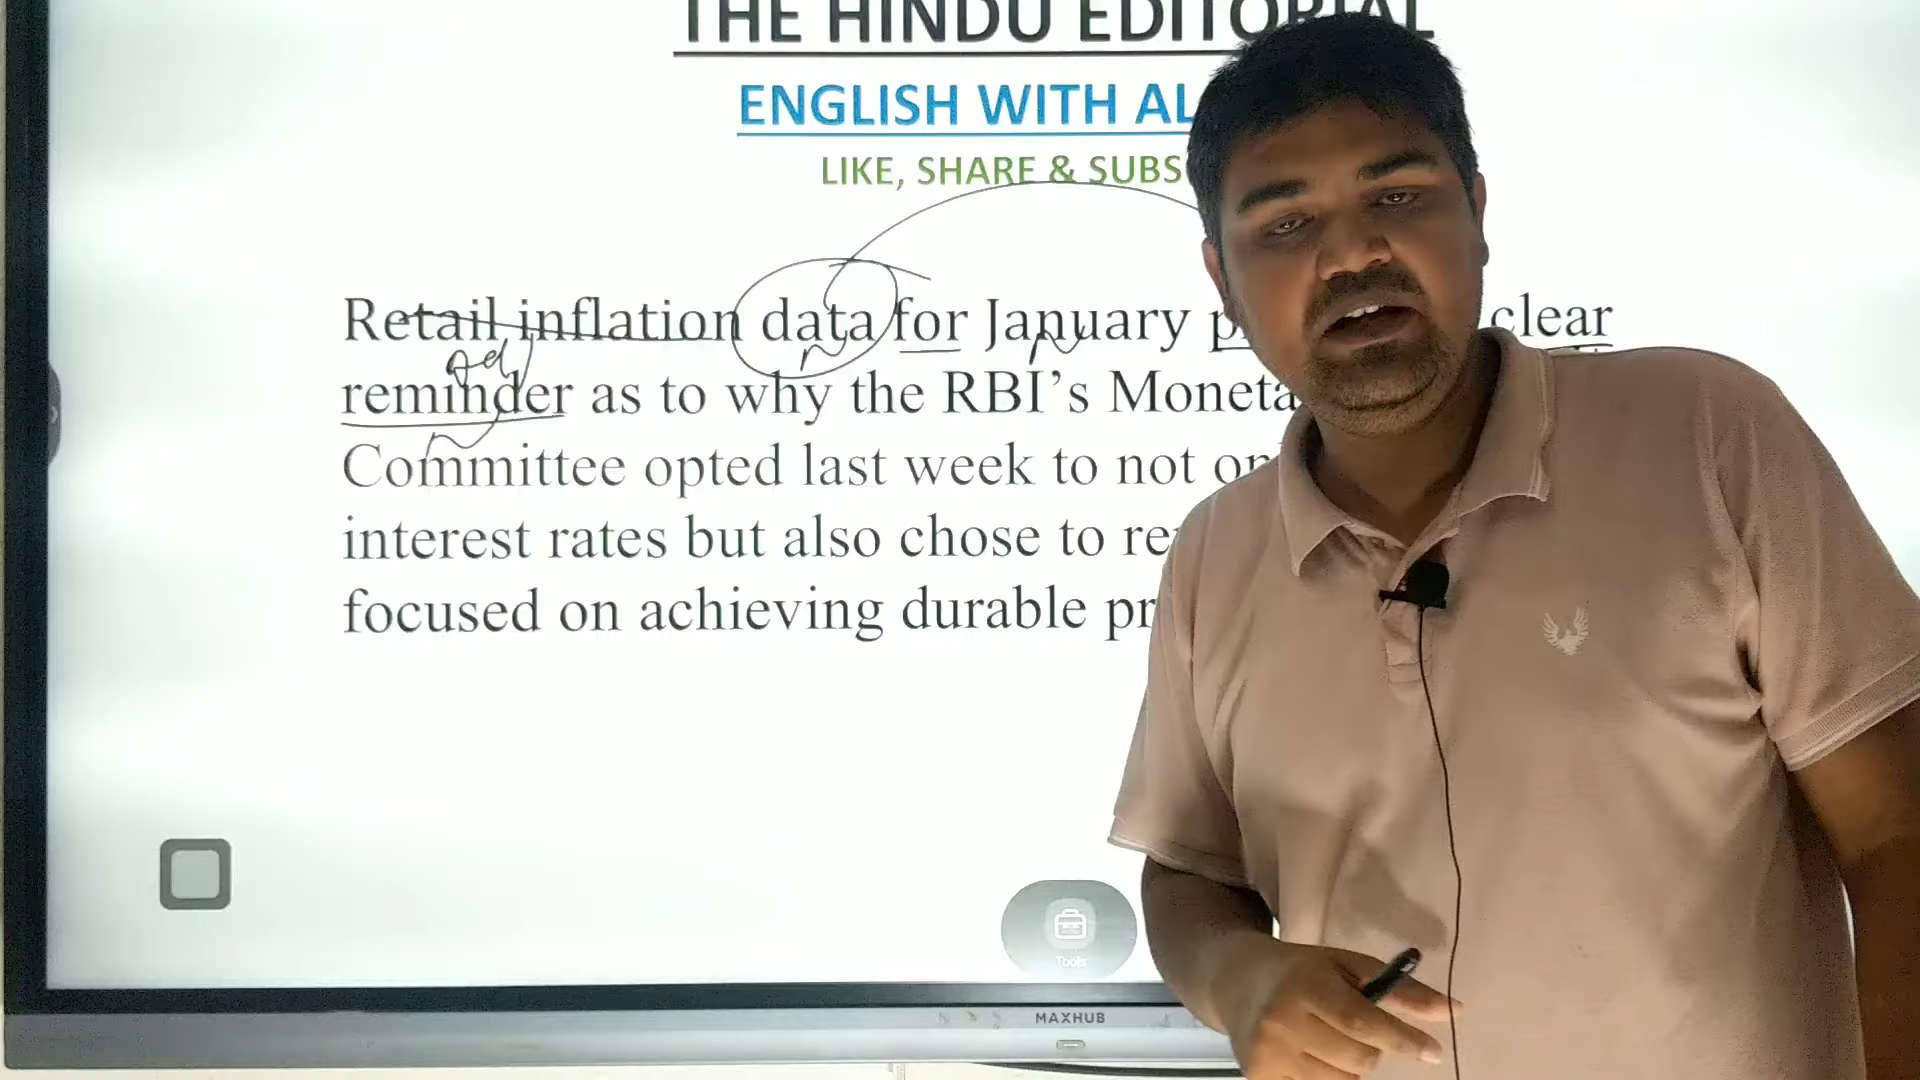 THE HINDU EDITORIAL
ENGLISH WITH AL
LIKE, SHARE & SUBS
Retail inflation data for January p clear
adj n n
reminder as to why the RBI's Moneta
n
Committee opted last week to not on
interest rates but also chose to re
focused on achieving durable pr
Tools
MAXHUB